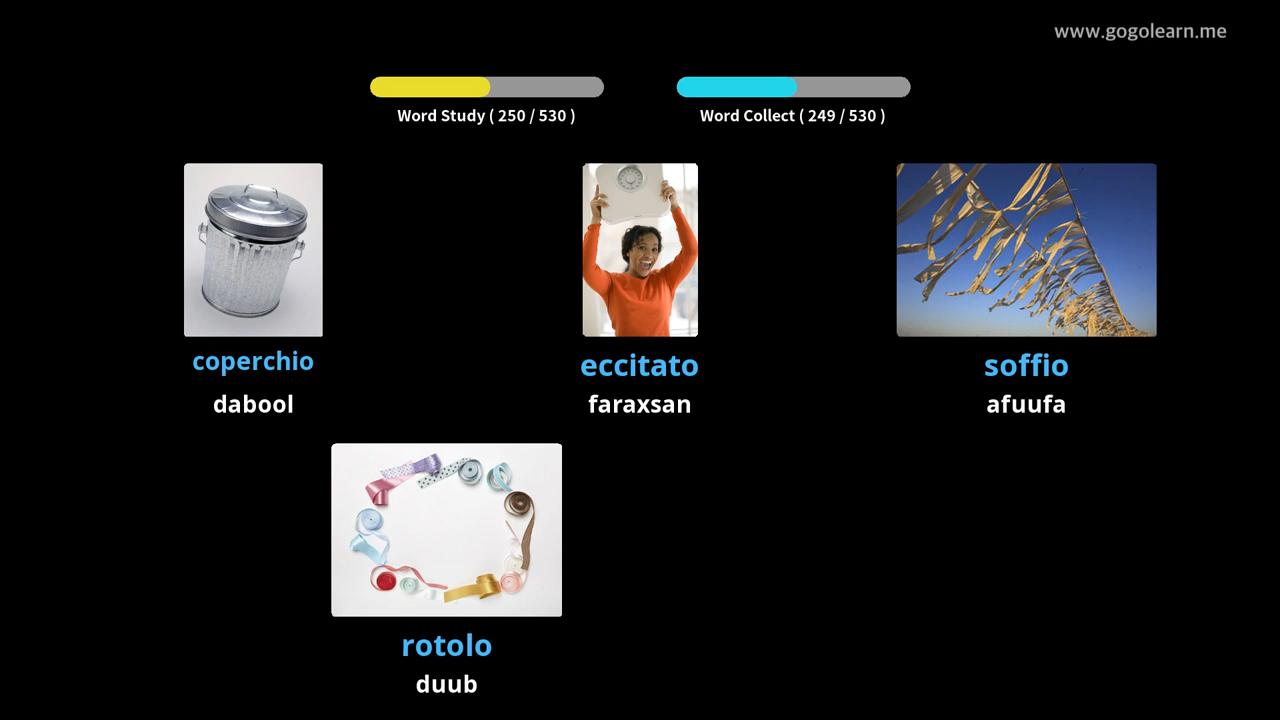 www.gogolearn.me
Word Study ( 250 / 530 )
Word Collect ( 249 / 530 )
coperchio
dabool
eccitato
faraxsan
soffio
afuufa
rotolo
duub